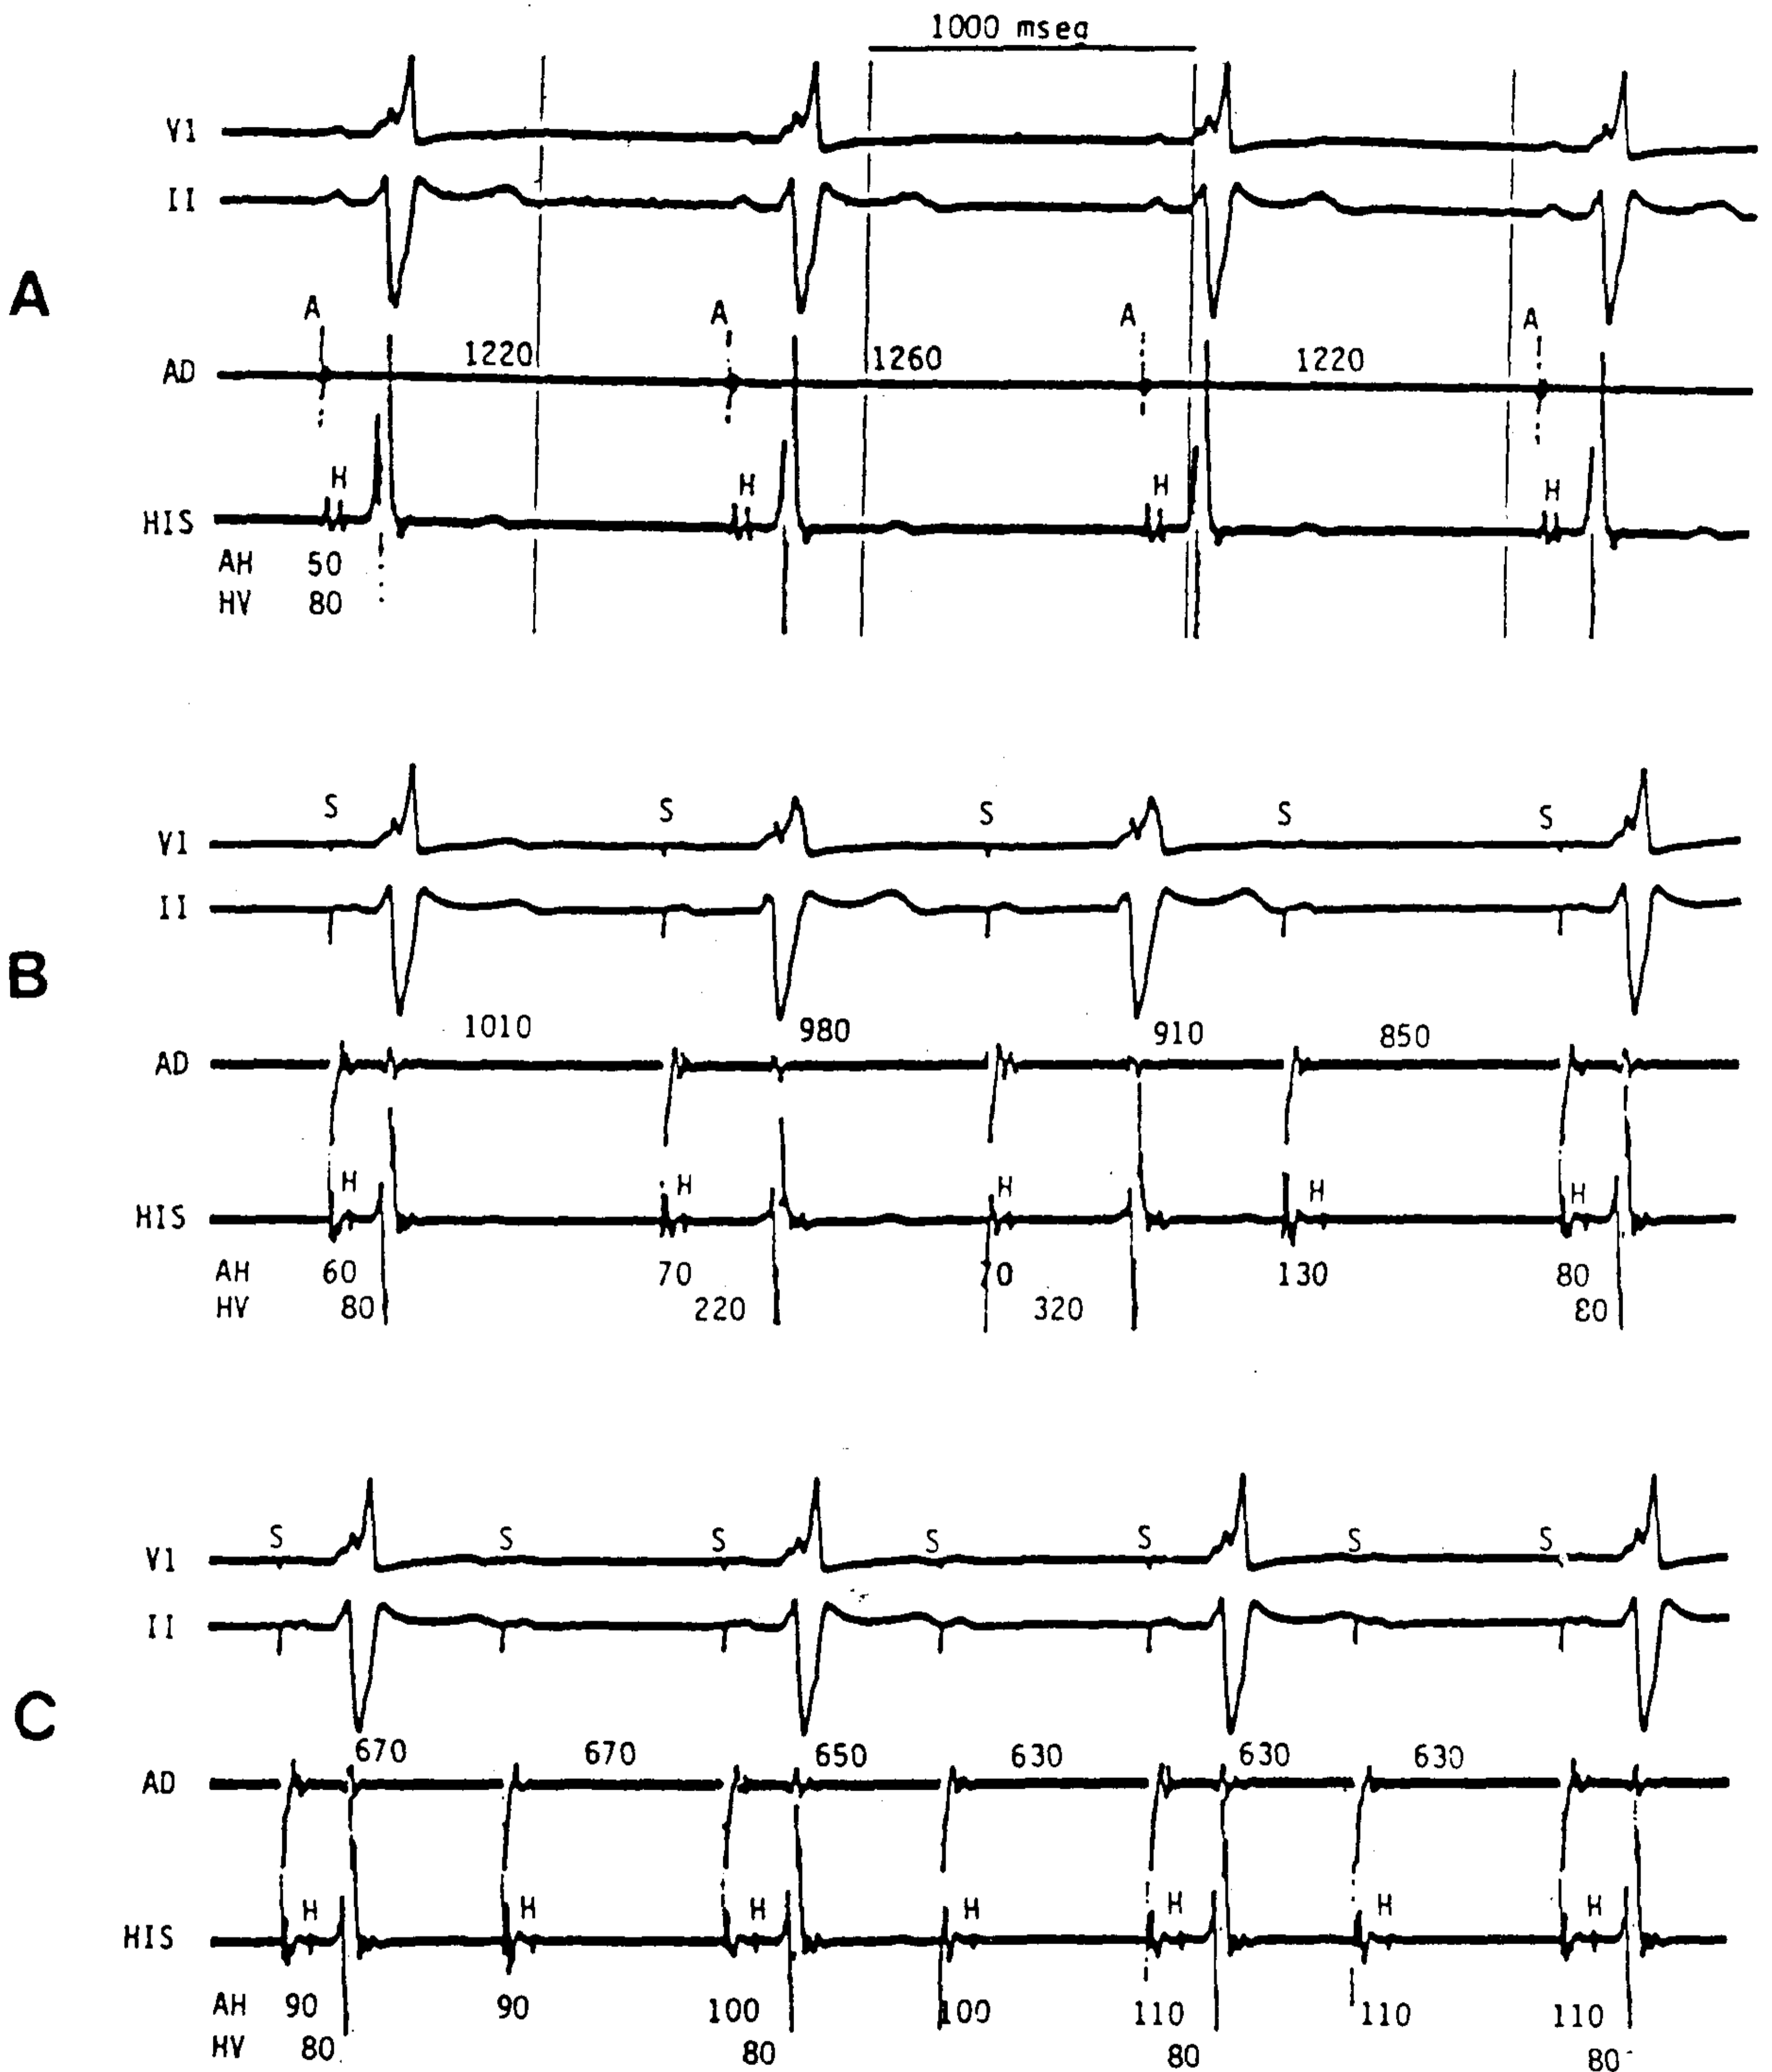 1000 mseg
V1
II
A
A A A A
1220 1260 1220
AD
H H H H
HIS
AH 50
HV 80
S S S S S
V1
II
B
1010 980 910 850
AD
H H H H H
HIS
AH 60 70 70 130 80
HV 80 220 320 80
S S S S S S S
V1
II
C
670 670 650 630 630 630
AD
H H H H H H H
HIS
AH 90 90 100 100 110 110 110
HV 80 80 80 80